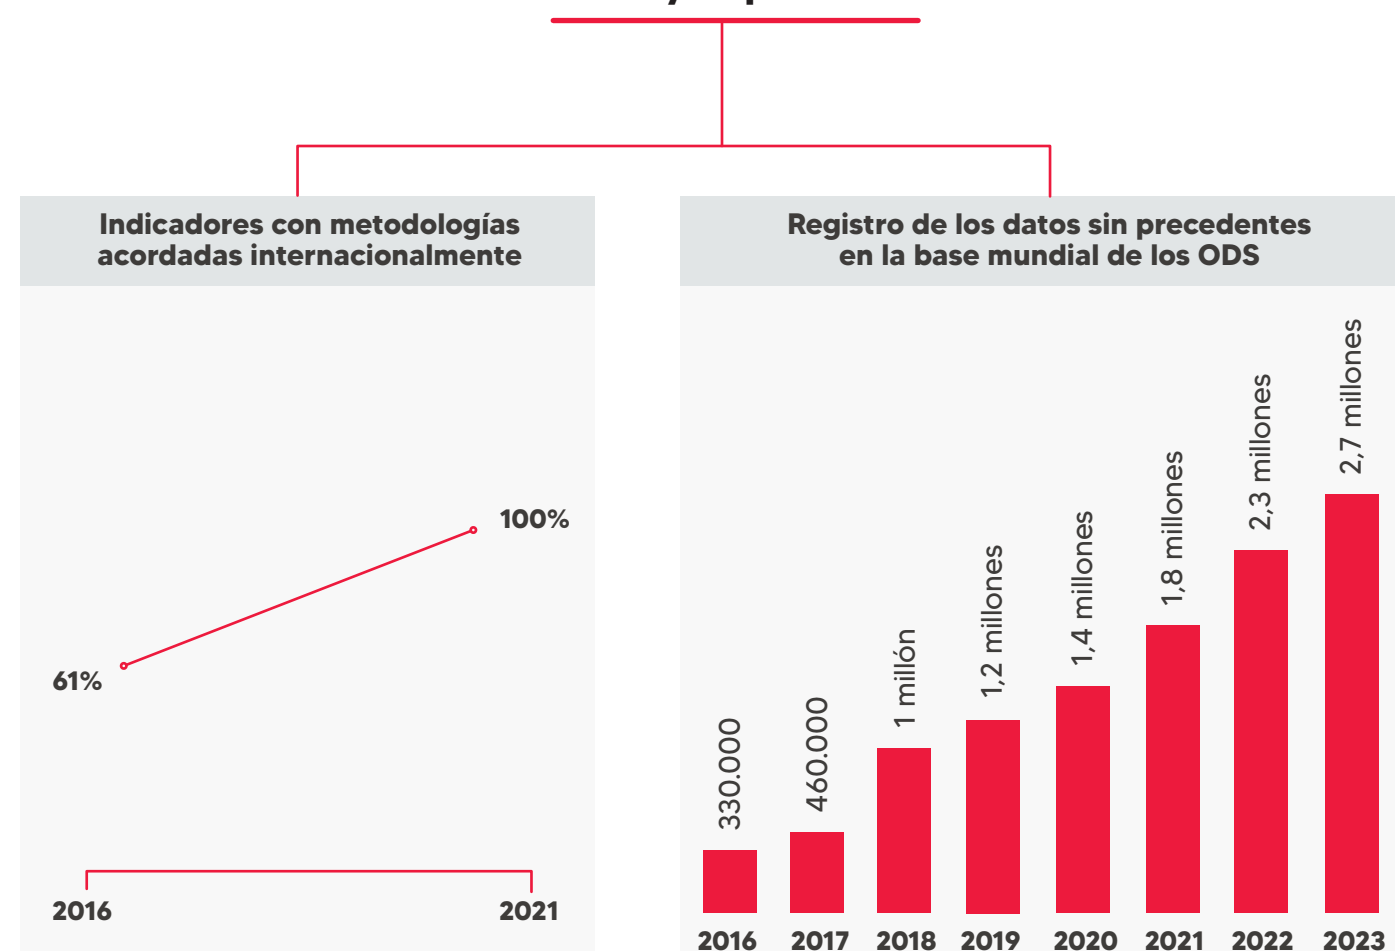 Indicadores con metodologías
acordadas internacionalmente
100%
61%
2016 2021
Registro de los datos sin precedentes
en la base mundial de los ODS
330.000
460.000
1 millón
1,2 millones
1,4 millones
1,8 millones
2,3 millones
2,7 millones
2016 2017 2018 2019 2020 2021 2022 2023